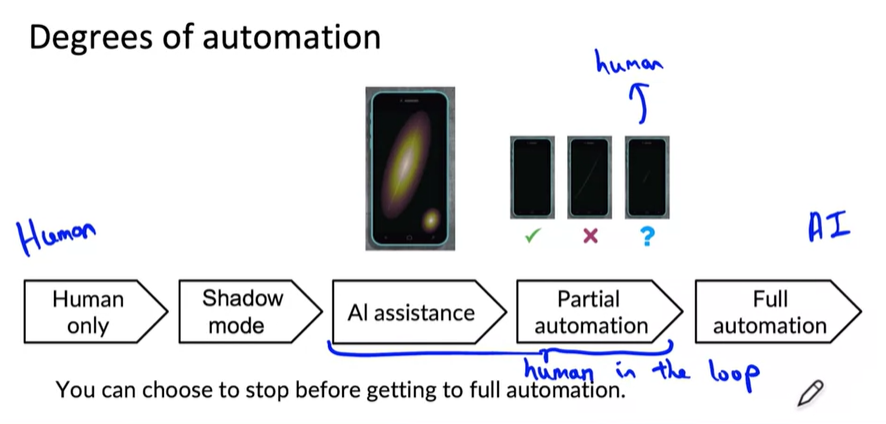 Degrees of automation
human
✓ ✗ ?
Human
AI
Human
only
Shadow
mode
AI assistance
Partial
automation
Full
automation
human in the loop
You can choose to stop before getting to full automation.